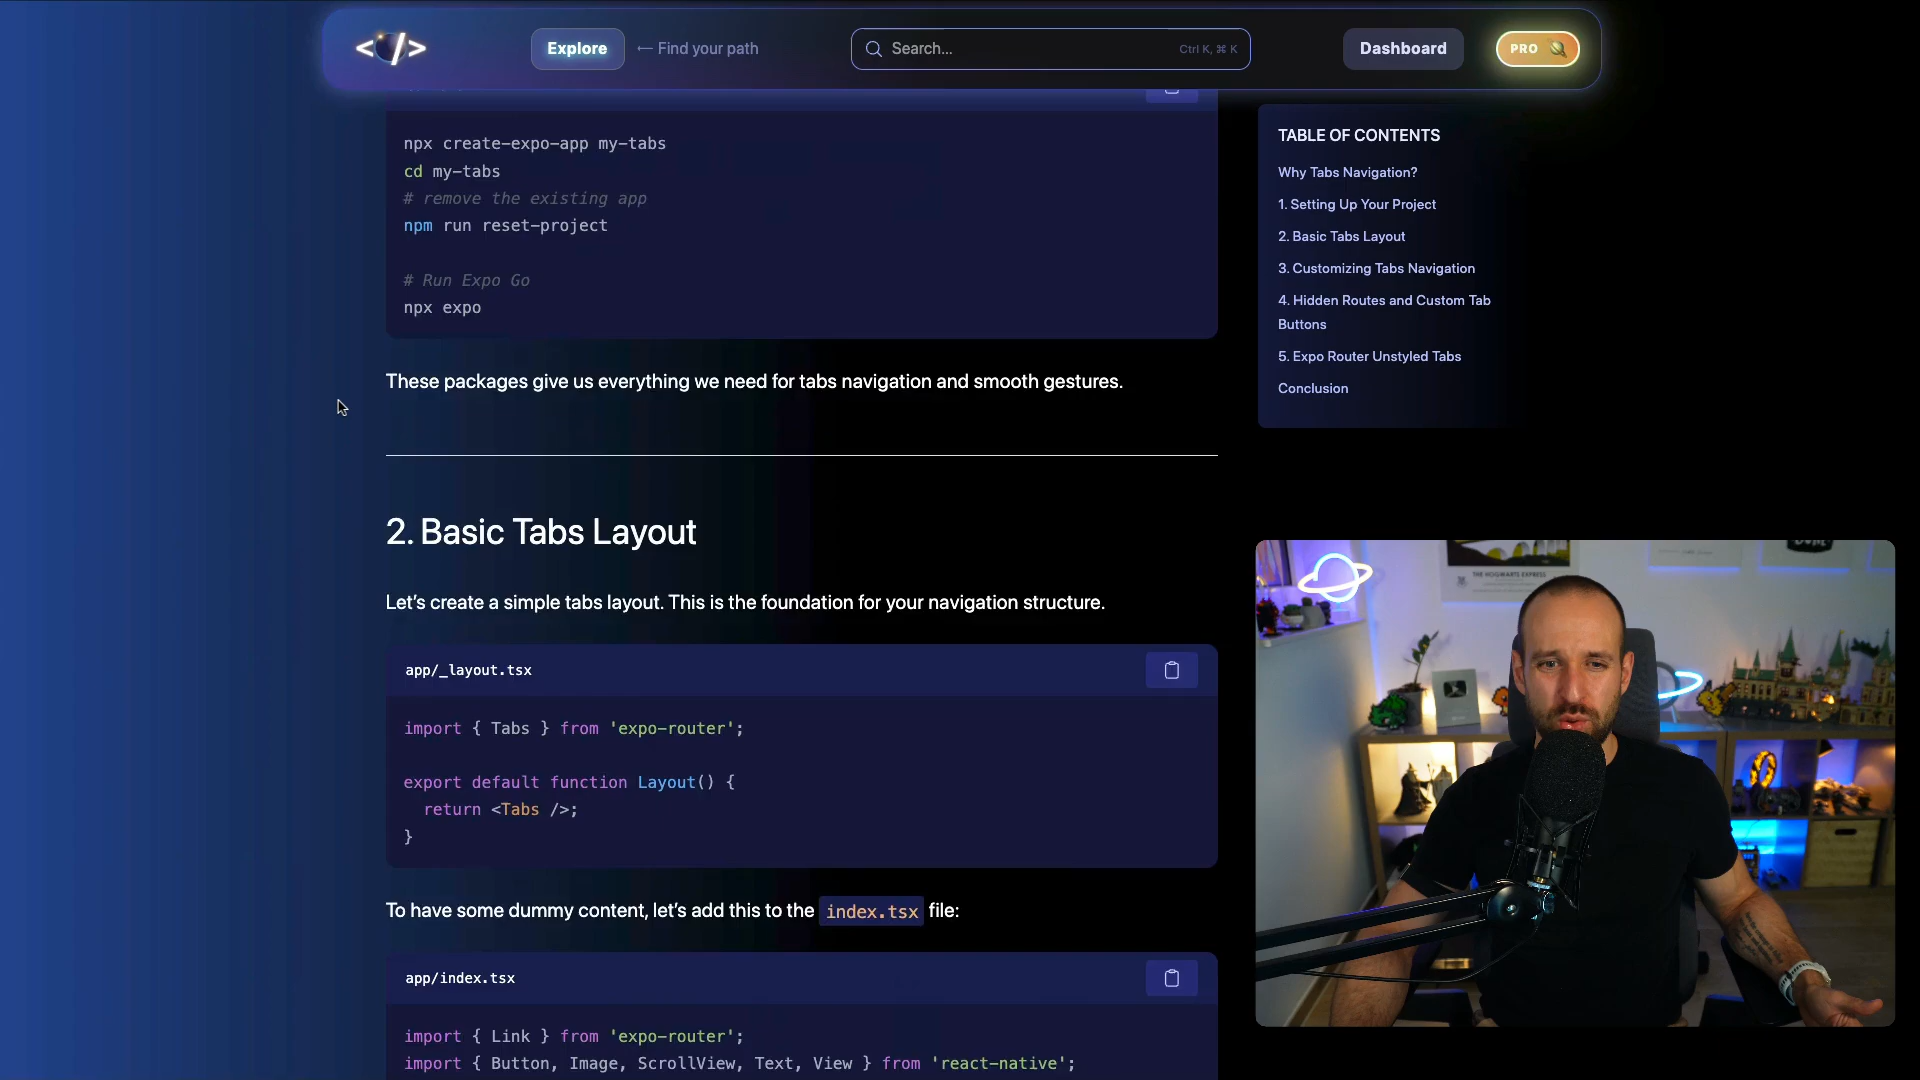 </>
Explore
← Find your path
Search...
Ctrl K, ⌘ K
Dashboard
PRO
npx create-expo-app my-tabs
cd my-tabs
# remove the existing app
npm run reset-project
# Run Expo Go
npx expo
These packages give us everything we need for tabs navigation and smooth gestures.
2. Basic Tabs Layout
Let's create a simple tabs layout. This is the foundation for your navigation structure.
app/_layout.tsx
import { Tabs } from 'expo-router';
export default function Layout() {
return <Tabs />;
}
To have some dummy content, let's add this to the index.tsx file:
app/index.tsx
import { Link } from 'expo-router';
import { Button, Image, ScrollView, Text, View } from 'react-native';
TABLE OF CONTENTS
Why Tabs Navigation?
1. Setting Up Your Project
2. Basic Tabs Layout
3. Customizing Tabs Navigation
4. Hidden Routes and Custom Tab
Buttons
5. Expo Router Unstyled Tabs
Conclusion
THE HOGWARTS EXPRESS